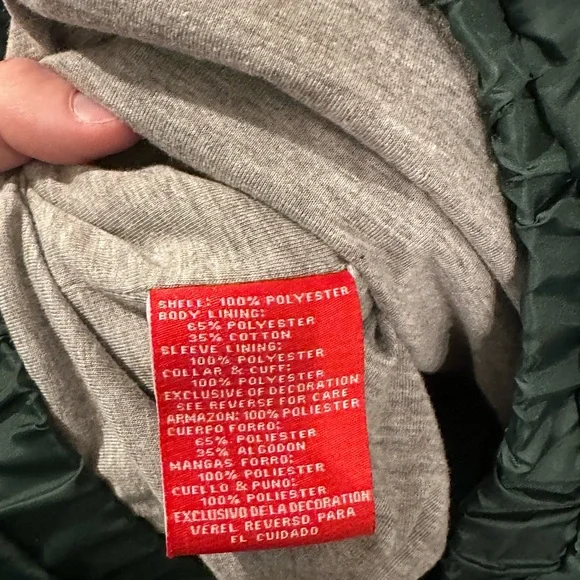 SHELL: 100% POLYESTER
BODY LINING:
65% POLYESTER
35% COTTON
SLEEVE LINING:
100% POLYESTER
COLLAR & CUFF:
100% POLYESTER
EXCLUSIVE OF DECORATION
SEE REVERSE FOR CARE
ARMAZON: 100% POLIESTER
CUERPO FORRO:
65% POLIESTER
35% ALGODON
MANGAS FORRO:
100% POLIESTER
CUELLO & PUNO:
100% POLIESTER
EXCLUSIVO DE LA DECORATION
VEREL REVERSO PARA
EL CUIDADO